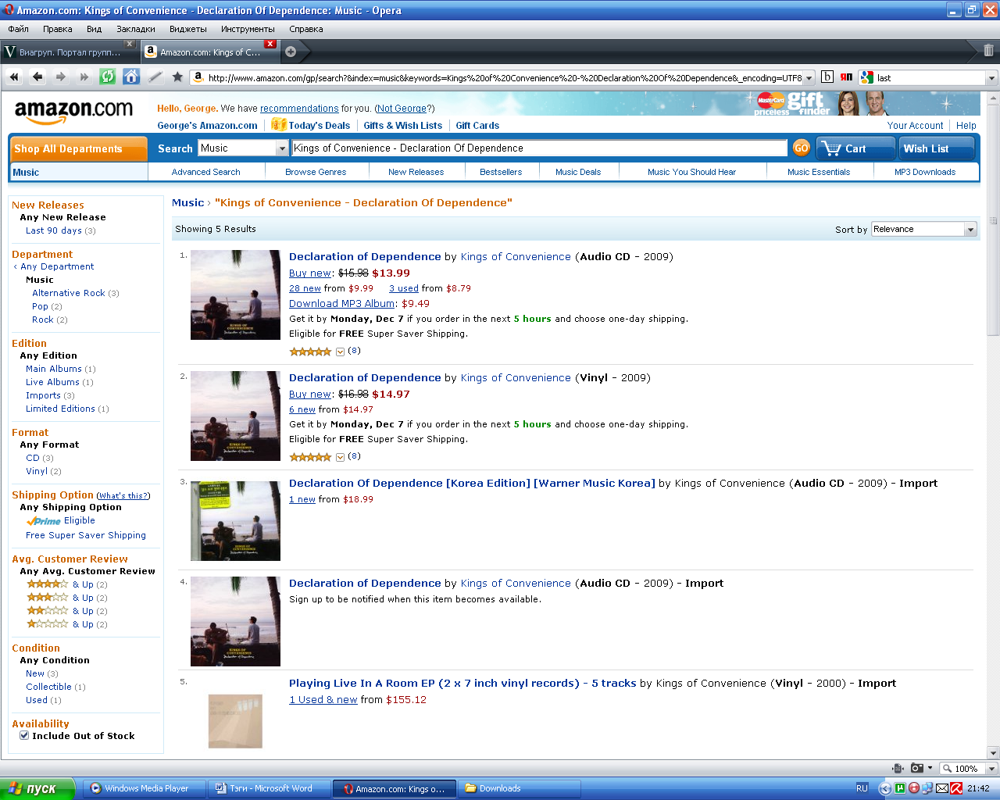 Amazon.com: Kings of Convenience - Declaration Of Dependence: Music - Opera
Файл Правка Вид Закладки Виджеты Инструменты Справка
Виагруп. Портал групп... Amazon.com: Kings of C...
http://www.amazon.com/gp/search?&index=music&keywords=Kings%20of%20Convenience%20-%20Declaration%20Of%20Dependence&_encoding=UTF8 last
amazon.com
Hello, George. We have recommendations for you. (Not George?)
MasterCard priceless gift finder
George's Amazon.com Today's Deals Gifts & Wish Lists Gift Cards Your Account Help
Shop All Departments Search Music Kings of Convenience - Declaration Of Dependence GO Cart Wish List
Music Advanced Search Browse Genres New Releases Bestsellers Music Deals Music You Should Hear Music Essentials MP3 Downloads
New Releases
Any New Release
Last 90 days (3)
Department
‹ Any Department
Music
Alternative Rock (3)
Pop (2)
Rock (2)
Edition
Any Edition
Main Albums (1)
Live Albums (1)
Imports (3)
Limited Editions (1)
Format
Any Format
CD (3)
Vinyl (2)
Shipping Option (What's this?)
Any Shipping Option
Prime Eligible
Free Super Saver Shipping
Avg. Customer Review
Any Avg. Customer Review
& Up (2)
& Up (2)
& Up (2)
& Up (2)
Condition
Any Condition
New (3)
Collectible (1)
Used (1)
Availability
Include Out of Stock
Music › "Kings of Convenience - Declaration Of Dependence"
Showing 5 Results Sort by Relevance
1. Declaration of Dependence by Kings of Convenience (Audio CD - 2009)
Buy new: $15.98 $13.99
28 new from $9.99 3 used from $8.79
Download MP3 Album: $9.49
Get it by Monday, Dec 7 if you order in the next 5 hours and choose one-day shipping.
Eligible for FREE Super Saver Shipping.
(8)
KINGS OF
CONVENIENCE
Declaration of Dependency
2. Declaration of Dependence by Kings of Convenience (Vinyl - 2009)
Buy new: $16.98 $14.97
6 new from $14.97
Get it by Monday, Dec 7 if you order in the next 5 hours and choose one-day shipping.
Eligible for FREE Super Saver Shipping.
(8)
KINGS OF
CONVENIENCE
3. Declaration Of Dependence [Korea Edition] [Warner Music Korea] by Kings of Convenience (Audio CD - 2009) - Import
1 new from $18.99
KINGS OF
CONVENIENCE
4. Declaration of Dependence by Kings of Convenience (Audio CD - 2009) - Import
Sign up to be notified when this item becomes available.
KINGS OF
CONVENIENCE
5. Playing Live In A Room EP (2 x 7 inch vinyl records) - 5 tracks by Kings of Convenience (Vinyl - 2000) - Import
1 Used & new from $155.12
100%
пуск Windows Media Player Тэги - Microsoft Word Amazon.com: Kings o... Downloads RU 21:42